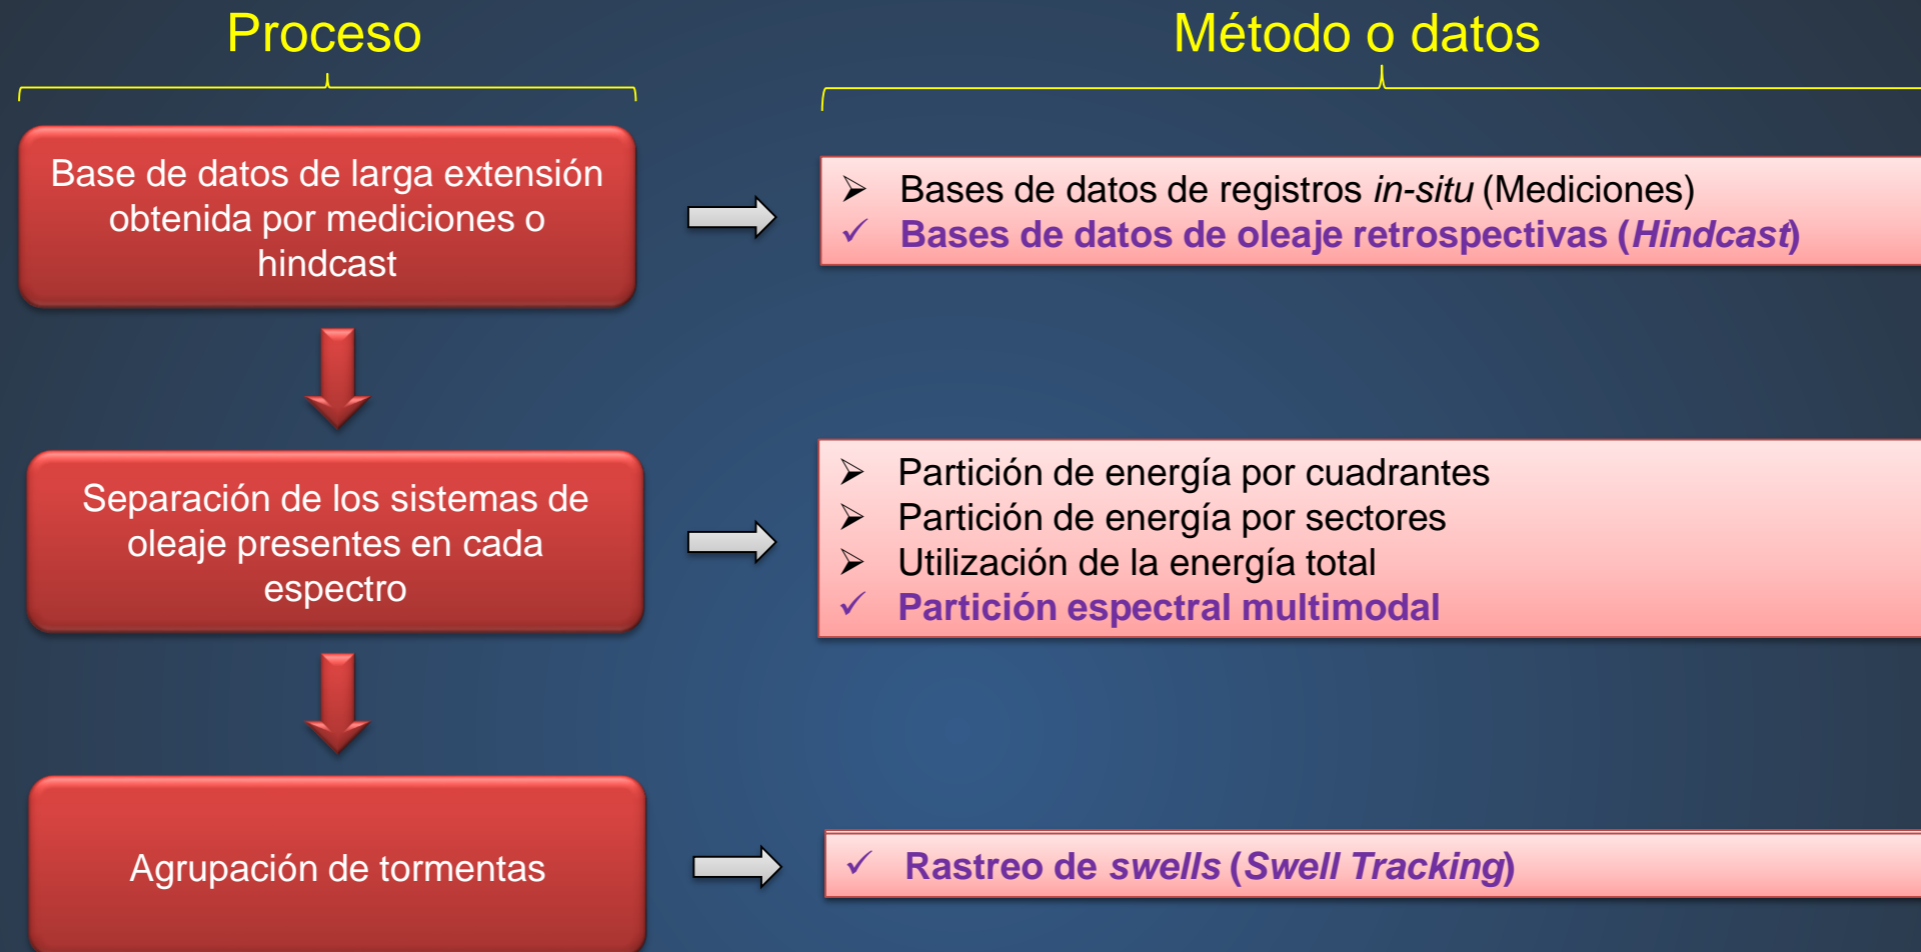 Proceso
Método o datos
Base de datos de larga extensión
obtenida por mediciones o
hindcast
➢ Bases de datos de registros in-situ (Mediciones)
✓ Bases de datos de oleaje retrospectivas (Hindcast)
Separación de los sistemas de
oleaje presentes en cada
espectro
➢ Partición de energía por cuadrantes
➢ Partición de energía por sectores
➢ Utilización de la energía total
✓ Partición espectral multimodal
Agrupación de tormentas
✓ Rastreo de swells (Swell Tracking)